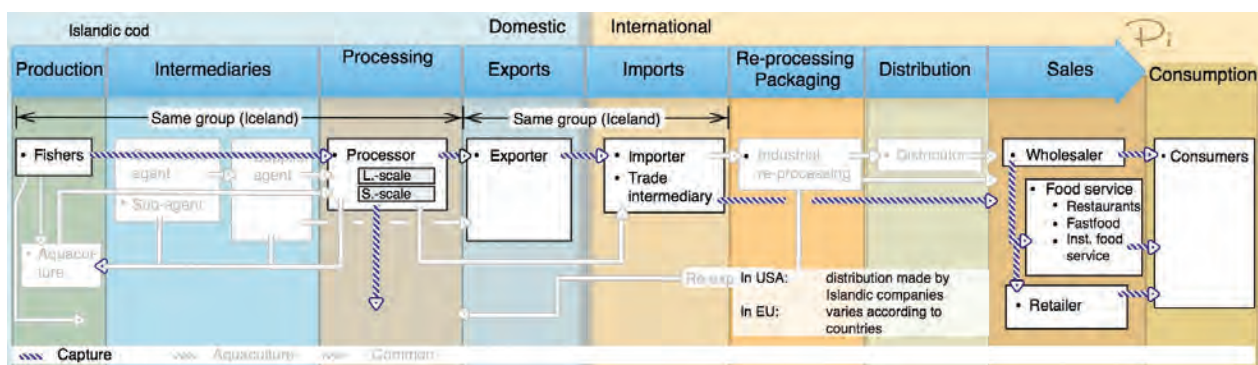 Islandic cod
Domestic
International
Production
Intermediaries
Processing
Exports
Imports
Re-processing
Packaging
Distribution
Sales
Consumption
Same group (Iceland)
Same group (Iceland)
• Fishers
agent
• Sub-agent
agent
• Aquacul-
ture
• Processor
L.-scale
S.-scale
• Exporter
• Importer
• Trade
intermediary
• Industrial
re-processing
• Distributor
• Wholesaler
• Food service
• Restaurants
• Fastfood
• Inst. food
service
• Retailer
• Consumers
Re-exp
In USA: distribution made by
Islandic companies
In EU: varies according to
countries
Capture
Aquaculture
Common